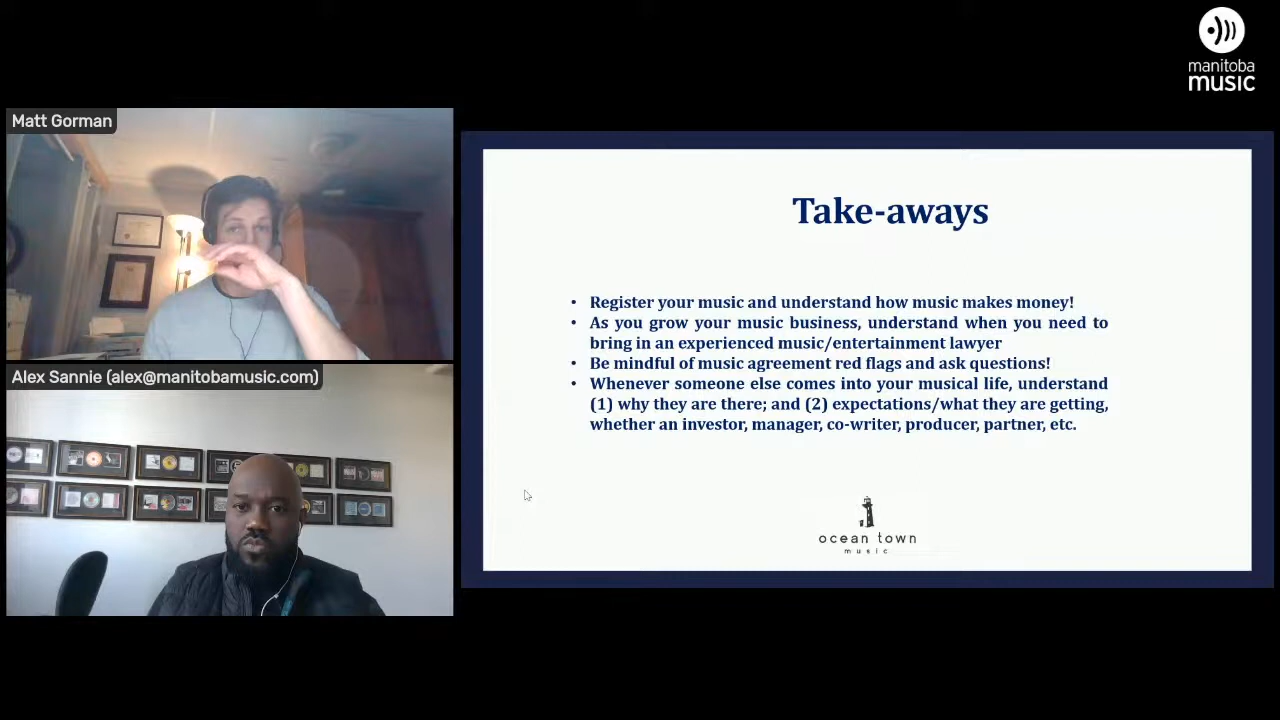 manitoba
music
Matt Gorman
Alex Sannie (alex@manitobamusic.com)
Take-aways
• Register your music and understand how music makes money!
• As you grow your music business, understand when you need to
bring in an experienced music/entertainment lawyer
• Be mindful of music agreement red flags and ask questions!
• Whenever someone else comes into your musical life, understand
(1) why they are there; and (2) expectations/what they are getting,
whether an investor, manager, co-writer, producer, partner, etc.
ocean town
music